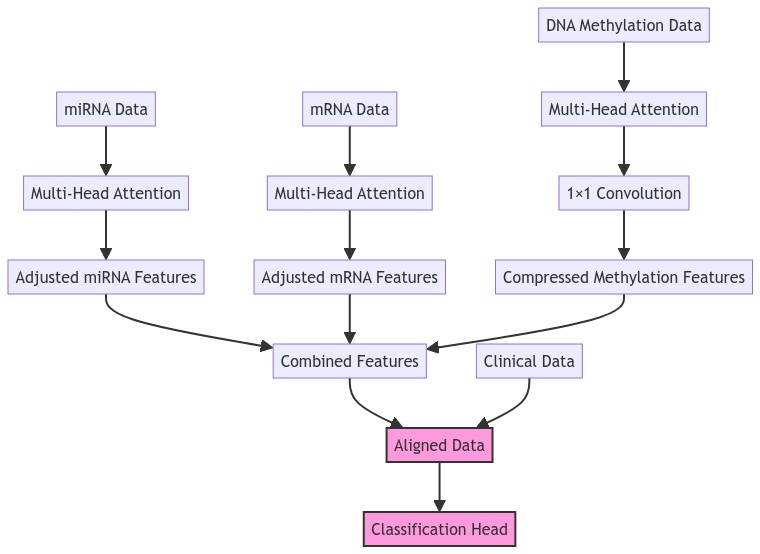 DNA Methylation Data
miRNA Data
mRNA Data
Multi-Head Attention
Multi-Head Attention
Multi-Head Attention
1×1 Convolution
Adjusted miRNA Features
Adjusted mRNA Features
Compressed Methylation Features
Combined Features
Clinical Data
Aligned Data
Classification Head